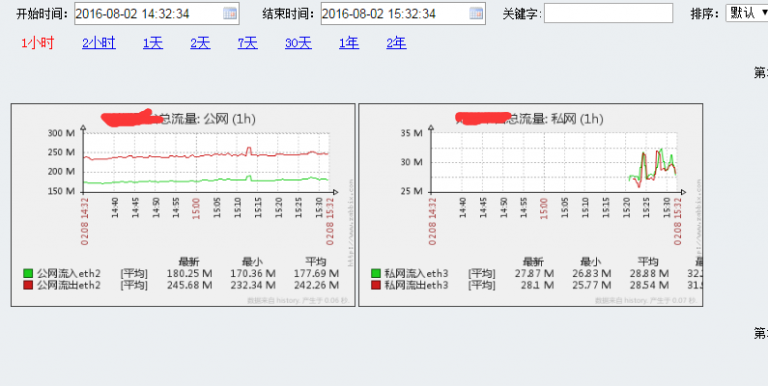 开始时间: 2016-08-02 14:32:34 结束时间: 2016-08-02 15:32:34 关键字: 排序: 默认
1小时 2小时 1天 2天 7天 30天 1年 2年
第
总流量: 公网 (1h)
300 M
250 M
200 M
150 M
02.08 14:32 14:40 14:45 14:50 14:55 15:00 15:05 15:10 15:15 15:20 15:25 15:30 02.08 15:32
最新 最小 平均
公网流入eth2 [平均] 180.25 M 170.36 M 177.69 M
公网流出eth2 [平均] 245.68 M 232.34 M 242.26 M
数据来自 history. 产生于 0.06 秒.
总流量: 私网 (1h)
35 M
30 M
25 M
02.08 14:32 14:40 14:45 14:50 14:55 15:00 15:05 15:10 15:15 15:20 15:25 15:30 02.08 15:32
最新 最小 平均
私网流入eth3 [平均] 27.87 M 26.83 M 28.88 M 32.
私网流出eth3 [平均] 28.1 M 25.77 M 28.54 M 31.
数据来自 history. 产生于 0.07 秒.
第